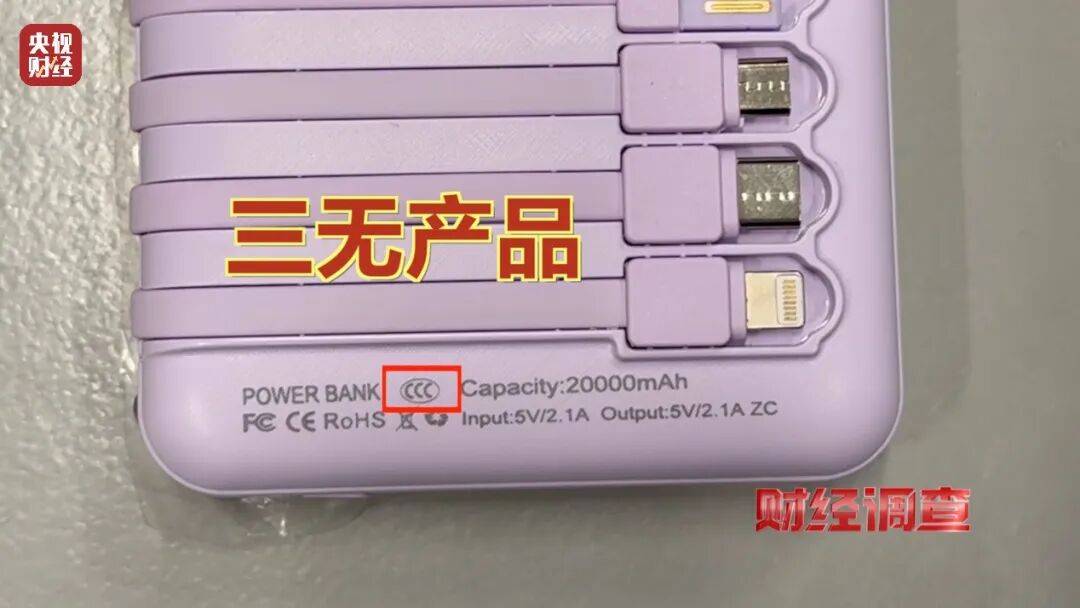 央视
财经
三无产品
POWER BANK CCC Capacity:20000mAh
FC CE RoHS Input:5V/2.1A Output:5V/2.1A ZC
财经调查